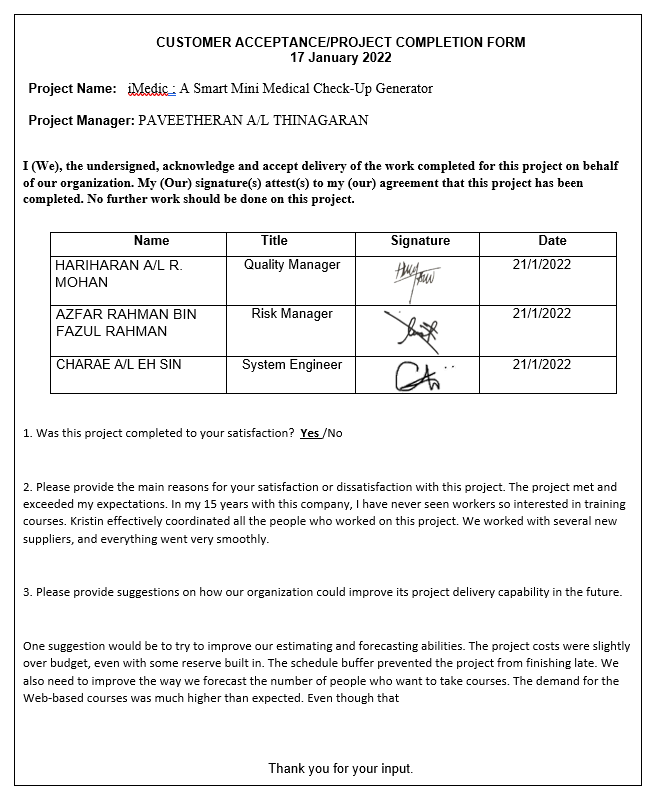 CUSTOMER ACCEPTANCE/PROJECT COMPLETION FORM
17 January 2022
Project Name: iMedic : A Smart Mini Medical Check-Up Generator
Project Manager: PAVEETHERAN A/L THINAGARAN
I (We), the undersigned, acknowledge and accept delivery of the work completed for this project on behalf
of our organization. My (Our) signature(s) attest(s) to my (our) agreement that this project has been
completed. No further work should be done on this project.
Name Title Signature Date
HARIHARAN A/L R. Quality Manager 21/1/2022
MOHAN
AZFAR RAHMAN BIN Risk Manager 21/1/2022
FAZUL RAHMAN
CHARAE A/L EH SIN System Engineer 21/1/2022
1. Was this project completed to your satisfaction? Yes /No
2. Please provide the main reasons for your satisfaction or dissatisfaction with this project. The project met and
exceeded my expectations. In my 15 years with this company, I have never seen workers so interested in training
courses. Kristin effectively coordinated all the people who worked on this project. We worked with several new
suppliers, and everything went very smoothly.
3. Please provide suggestions on how our organization could improve its project delivery capability in the future.
One suggestion would be to try to improve our estimating and forecasting abilities. The project costs were slightly
over budget, even with some reserve built in. The schedule buffer prevented the project from finishing late. We
also need to improve the way we forecast the number of people who want to take courses. The demand for the
Web-based courses was much higher than expected. Even though that
Thank you for your input.